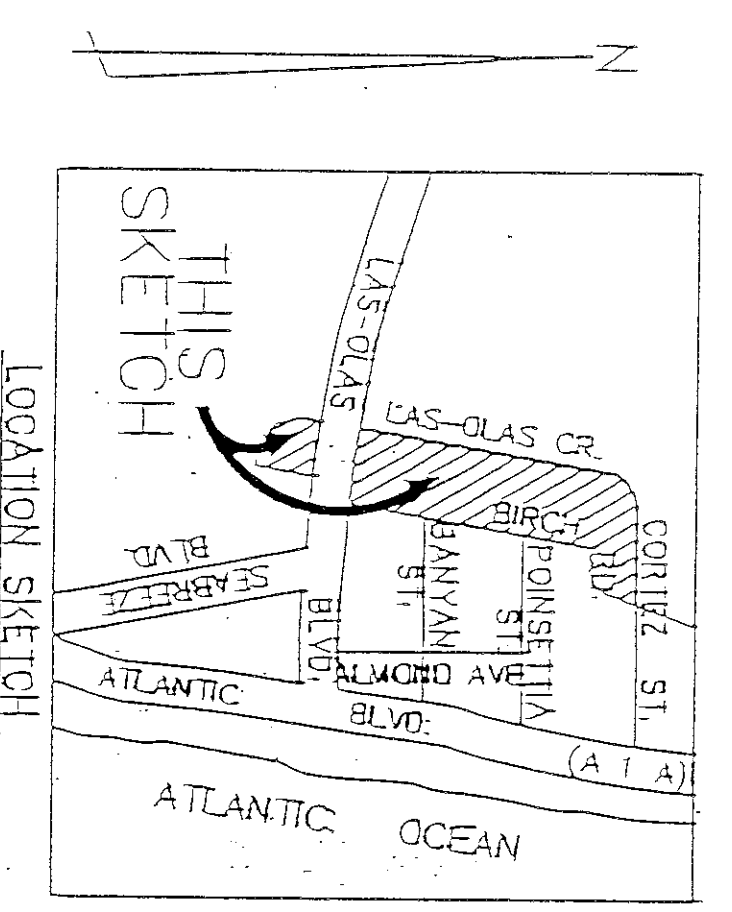 N
THIS
SKETCH
LAS-OLAS
LAS-OLAS CR.
BIRCH
RD.
CORTEZ ST.
POINSETTIA
ST.
BANYAN
ST.
BLVD.
SEABREEZE
BLVD.
ALMOND AVE
ATLANTIC
BLVD.
(A 1 A)
ATLANTIC OCEAN
LOCATION SKETCH